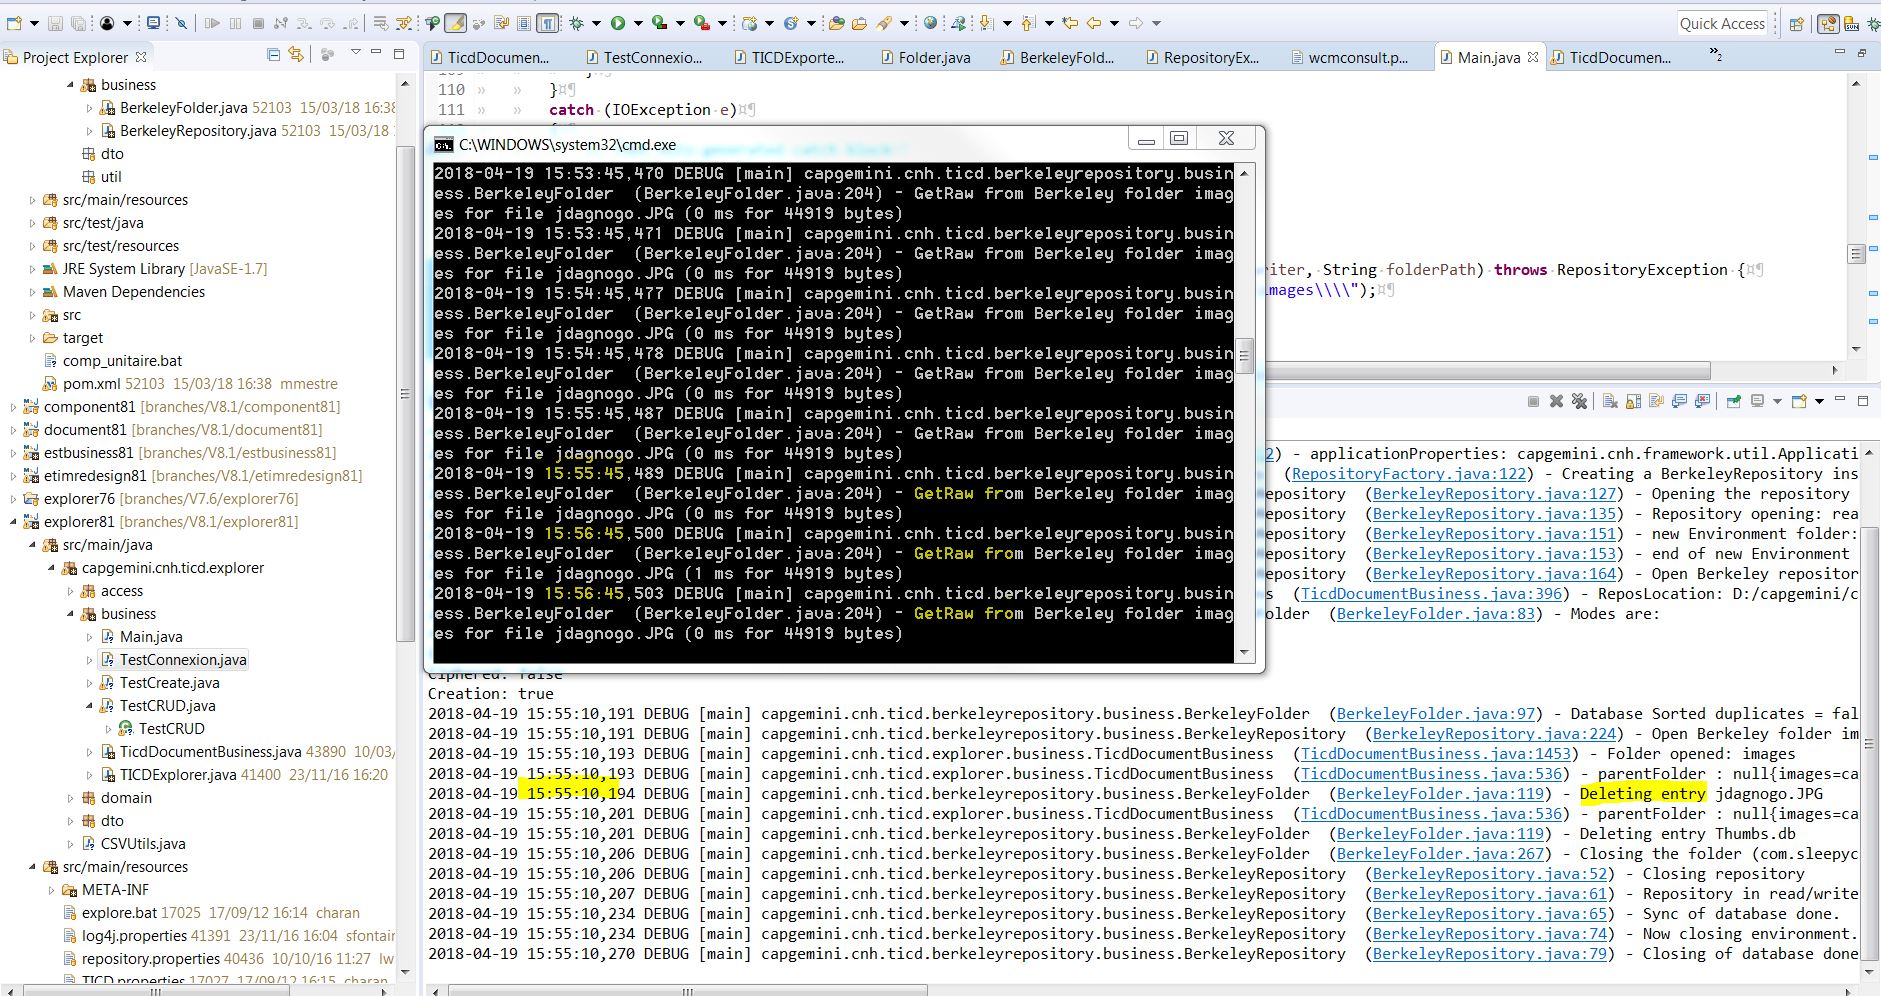 Quick Access
Project Explorer
business
BerkeleyFolder.java 52103 15/03/18 16:38
BerkeleyRepository.java 52103 15/03/18
dto
util
src/main/resources
src/test/java
src/test/resources
JRE System Library [JavaSE-1.7]
Maven Dependencies
src
target
comp_unitaire.bat
pom.xml 52103 15/03/18 16:38 mmestre
component81 [branches/V8.1/component81]
document81 [branches/V8.1/document81]
estbusiness81 [branches/V8.1/estbusiness81]
etimredesign81 [branches/V8.1/etimredesign81]
explorer76 [branches/V7.6/explorer76]
explorer81 [branches/V8.1/explorer81]
src/main/java
capgemini.cnh.ticd.explorer
access
business
Main.java
TestConnexion.java
TestCreate.java
TestCRUD.java
TestCRUD
TicdDocumentBusiness.java 43890 10/03/
TICDExplorer.java 41400 23/11/16 16:20
domain
dto
CSVUtils.java
src/main/resources
META-INF
explore.bat 17025 17/09/12 16:14 charan
log4j.properties 41391 23/11/16 16:04 sfontair
repository.properties 40436 10/10/16 11:27 lw
TICD.properties 17027 17/09/12 16:15 charan
TicdDocumen... TestConnexio... TICDExporte... Folder.java BerkeleyFold... RepositoryEx... wcmconsult.p... Main.java TicdDocumen... »2
110 » » }¤¶
111 » » catch·(IOException·e)¤¶
riter,·String·folderPath)·throws·RepositoryException·{¤¶
images\\\\");¤¶
C:\WINDOWS\system32\cmd.exe
2018-04-19 15:53:45,470 DEBUG [main] capgemini.cnh.ticd.berkeleyrepository.busin
ess.BerkeleyFolder (BerkeleyFolder.java:204) - GetRaw from Berkeley folder imag
es for file jdagnogo.JPG (0 ms for 44919 bytes)
2018-04-19 15:53:45,471 DEBUG [main] capgemini.cnh.ticd.berkeleyrepository.busin
ess.BerkeleyFolder (BerkeleyFolder.java:204) - GetRaw from Berkeley folder imag
es for file jdagnogo.JPG (0 ms for 44919 bytes)
2018-04-19 15:54:45,477 DEBUG [main] capgemini.cnh.ticd.berkeleyrepository.busin
ess.BerkeleyFolder (BerkeleyFolder.java:204) - GetRaw from Berkeley folder imag
es for file jdagnogo.JPG (0 ms for 44919 bytes)
2018-04-19 15:54:45,478 DEBUG [main] capgemini.cnh.ticd.berkeleyrepository.busin
ess.BerkeleyFolder (BerkeleyFolder.java:204) - GetRaw from Berkeley folder imag
es for file jdagnogo.JPG (0 ms for 44919 bytes)
2018-04-19 15:55:45,487 DEBUG [main] capgemini.cnh.ticd.berkeleyrepository.busin
ess.BerkeleyFolder (BerkeleyFolder.java:204) - GetRaw from Berkeley folder imag
es for file jdagnogo.JPG (0 ms for 44919 bytes)
2018-04-19 15:55:45,489 DEBUG [main] capgemini.cnh.ticd.berkeleyrepository.busin
ess.BerkeleyFolder (BerkeleyFolder.java:204) - GetRaw from Berkeley folder imag
es for file jdagnogo.JPG (0 ms for 44919 bytes)
2018-04-19 15:56:45,500 DEBUG [main] capgemini.cnh.ticd.berkeleyrepository.busin
ess.BerkeleyFolder (BerkeleyFolder.java:204) - GetRaw from Berkeley folder imag
es for file jdagnogo.JPG (1 ms for 44919 bytes)
2018-04-19 15:56:45,503 DEBUG [main] capgemini.cnh.ticd.berkeleyrepository.busin
ess.BerkeleyFolder (BerkeleyFolder.java:204) - GetRaw from Berkeley folder imag
es for file jdagnogo.JPG (0 ms for 44919 bytes)
2) - applicationProperties: capgemini.cnh.framework.util.Applicati
(RepositoryFactory.java:122) - Creating a BerkeleyRepository ins
epository (BerkeleyRepository.java:127) - Opening the repository
epository (BerkeleyRepository.java:135) - Repository opening: rea
epository (BerkeleyRepository.java:151) - new Environment folder:
epository (BerkeleyRepository.java:153) - end of new Environment
epository (BerkeleyRepository.java:164) - Open Berkeley repositor
s (TicdDocumentBusiness.java:396) - ReposLocation: D:/capgemini/c
older (BerkeleyFolder.java:83) - Modes are:
Ciphered: false
Creation: true
2018-04-19 15:55:10,191 DEBUG [main] capgemini.cnh.ticd.berkeleyrepository.business.BerkeleyFolder (BerkeleyFolder.java:97) - Database Sorted duplicates = fal
2018-04-19 15:55:10,191 DEBUG [main] capgemini.cnh.ticd.berkeleyrepository.business.BerkeleyFolder (BerkeleyFolder.java:224) - Open Berkeley folder im
2018-04-19 15:55:10,193 DEBUG [main] capgemini.cnh.ticd.explorer.business.TicdDocumentBusiness (TicdDocumentBusiness.java:1453) - Folder opened: images
2018-04-19 15:55:10,193 DEBUG [main] capgemini.cnh.ticd.explorer.business.TicdDocumentBusiness (TicdDocumentBusiness.java:536) - parentFolder : null{images=ca
2018-04-19 15:55:10,194 DEBUG [main] capgemini.cnh.ticd.berkeleyrepository.business.BerkeleyFolder (BerkeleyFolder.java:119) - Deleting entry jdagnogo.JPG
2018-04-19 15:55:10,201 DEBUG [main] capgemini.cnh.ticd.explorer.business.TicdDocumentBusiness (TicdDocumentBusiness.java:536) - parentFolder : null{images=ca
2018-04-19 15:55:10,201 DEBUG [main] capgemini.cnh.ticd.berkeleyrepository.business.BerkeleyFolder (BerkeleyFolder.java:119) - Deleting entry Thumbs.db
2018-04-19 15:55:10,206 DEBUG [main] capgemini.cnh.ticd.berkeleyrepository.business.BerkeleyFolder (BerkeleyFolder.java:267) - Closing the folder (com.sleepyc
2018-04-19 15:55:10,206 DEBUG [main] capgemini.cnh.ticd.berkeleyrepository.business.BerkeleyRepository (BerkeleyRepository.java:52) - Closing repository
2018-04-19 15:55:10,207 DEBUG [main] capgemini.cnh.ticd.berkeleyrepository.business.BerkeleyRepository (BerkeleyRepository.java:61) - Repository in read/write
2018-04-19 15:55:10,234 DEBUG [main] capgemini.cnh.ticd.berkeleyrepository.business.BerkeleyRepository (BerkeleyRepository.java:65) - Sync of database done.
2018-04-19 15:55:10,234 DEBUG [main] capgemini.cnh.ticd.berkeleyrepository.business.BerkeleyRepository (BerkeleyRepository.java:74) - Now closing environment.
2018-04-19 15:55:10,270 DEBUG [main] capgemini.cnh.ticd.berkeleyrepository.business.BerkeleyRepository (BerkeleyRepository.java:79) - Closing of database done